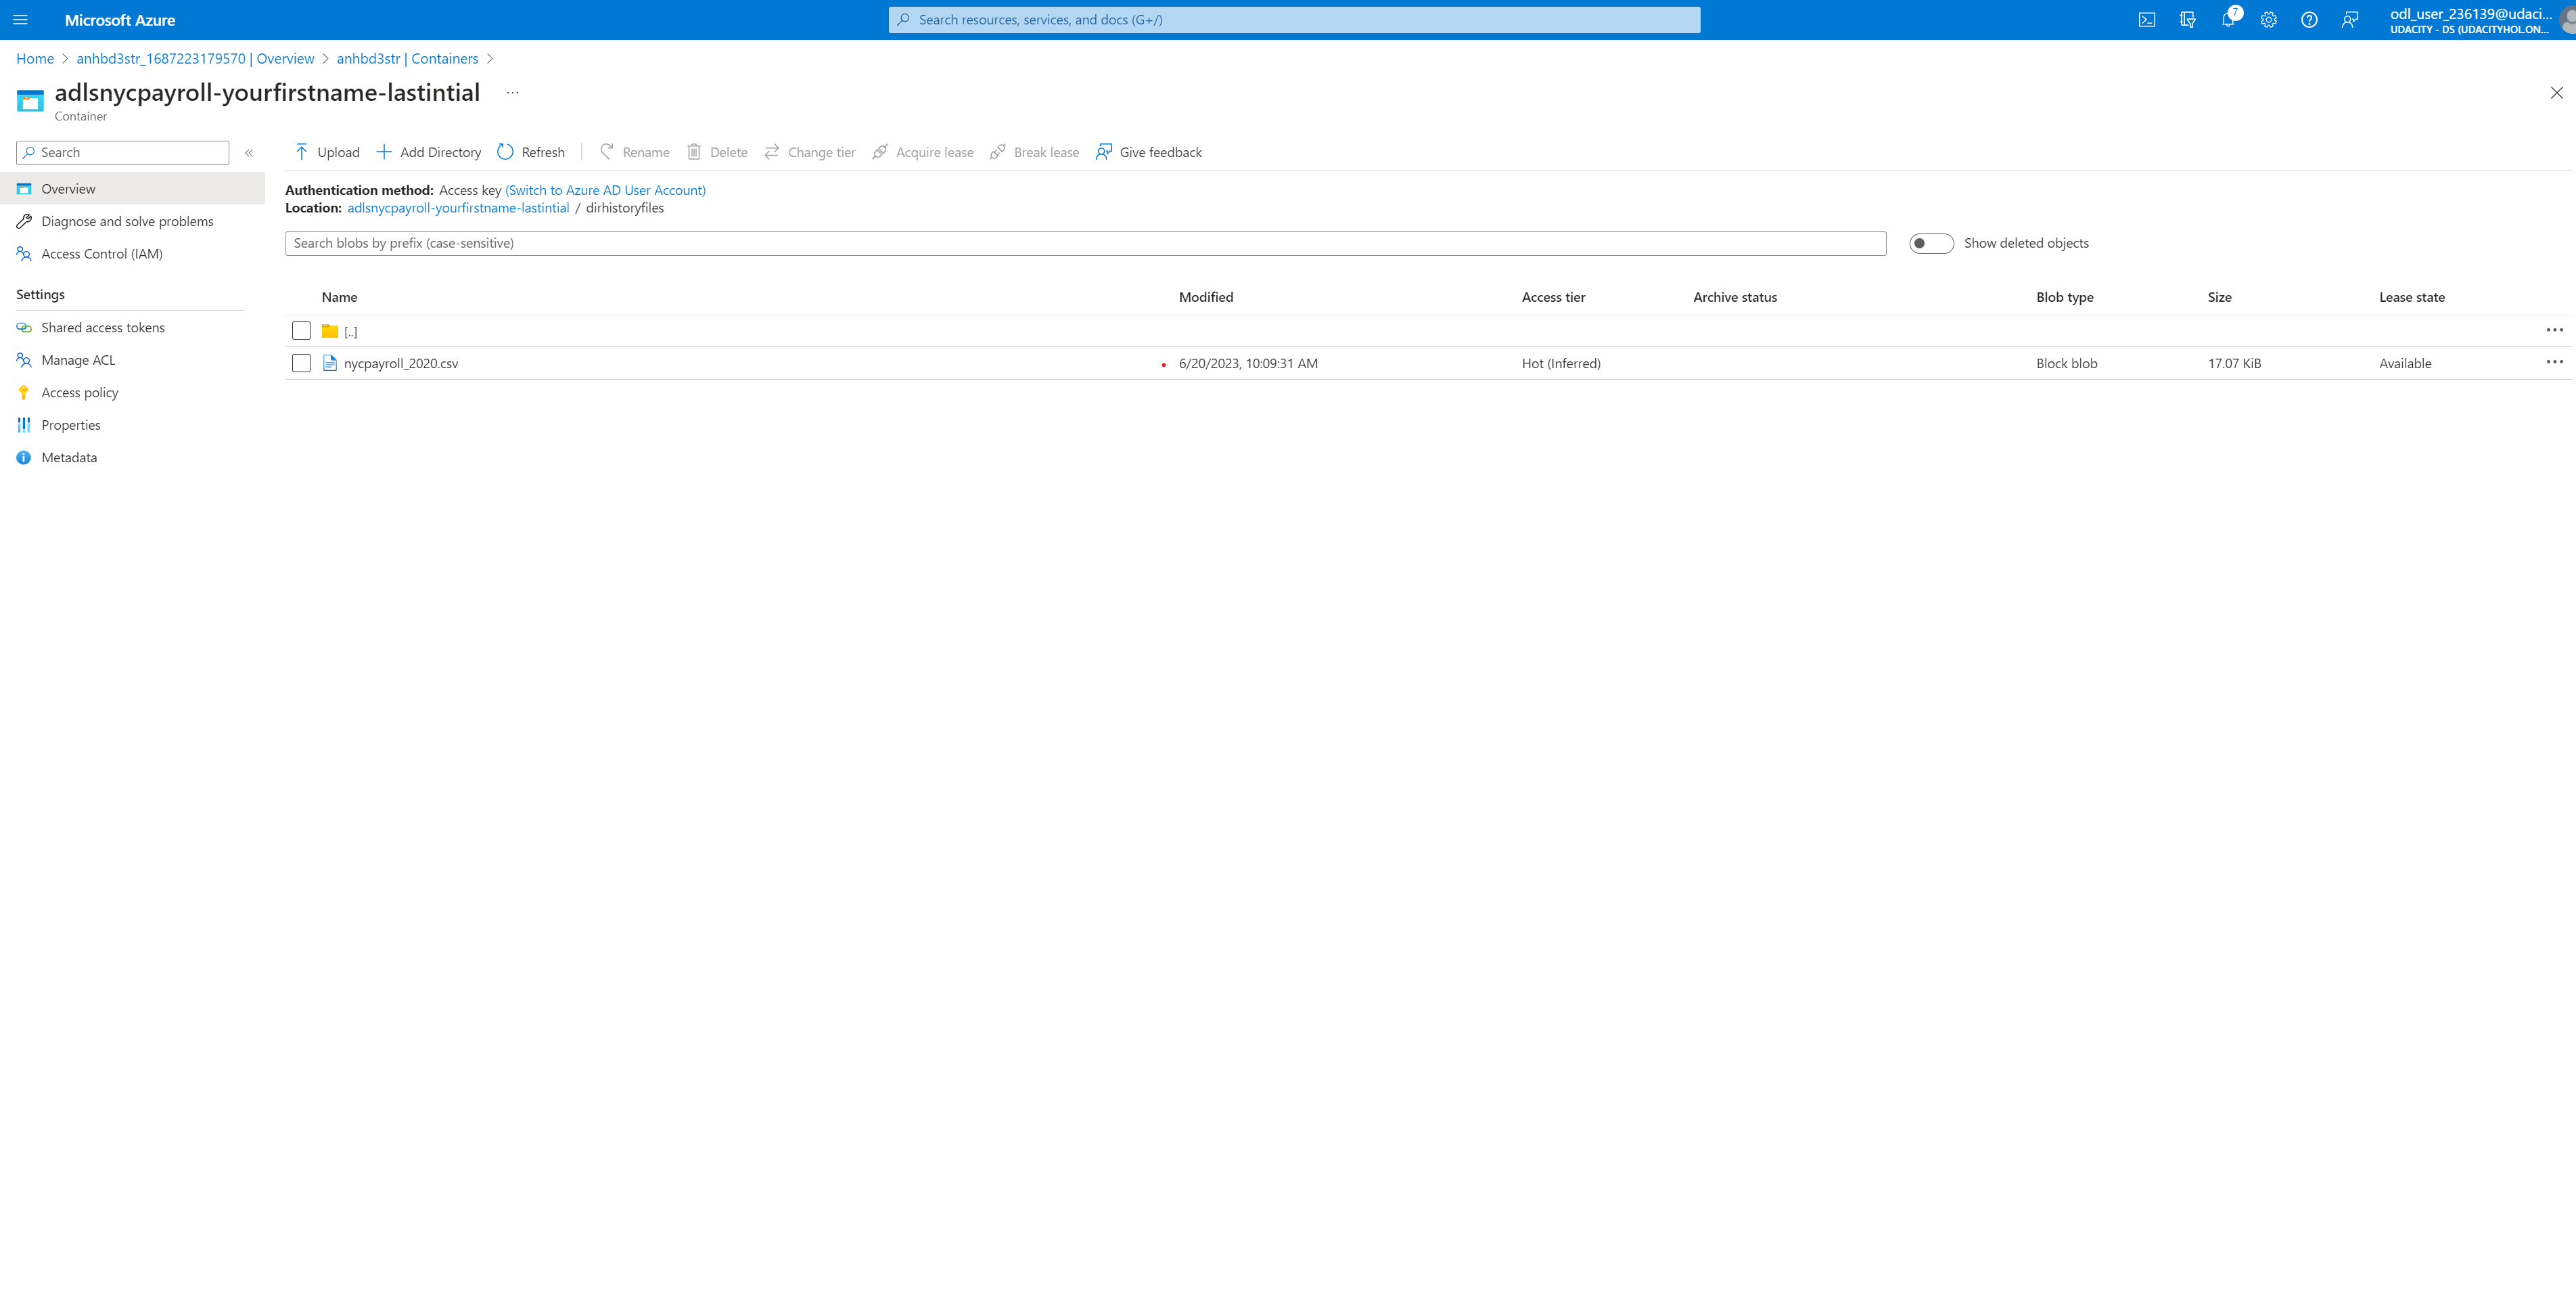 Microsoft Azure
Search resources, services, and docs (G+/)
7
odl_user_236139@udaci...
UDACITY - DS (UDACITYHOL.ON...
Home > anhbd3str_1687223179570 | Overview > anhbd3str | Containers >
adlsnycpayroll-yourfirstname-lastintial ...
Container
Search «
Upload Add Directory Refresh Rename Delete Change tier Acquire lease Break lease Give feedback
Overview
Diagnose and solve problems
Access Control (IAM)
Settings
Shared access tokens
Manage ACL
Access policy
Properties
Metadata
Authentication method: Access key (Switch to Azure AD User Account)
Location: adlsnycpayroll-yourfirstname-lastintial / dirhistoryfiles
Search blobs by prefix (case-sensitive)
Show deleted objects
Name Modified Access tier Archive status Blob type Size Lease state
[..]
nycpayroll_2020.csv 6/20/2023, 10:09:31 AM Hot (Inferred) Block blob 17.07 KiB Available